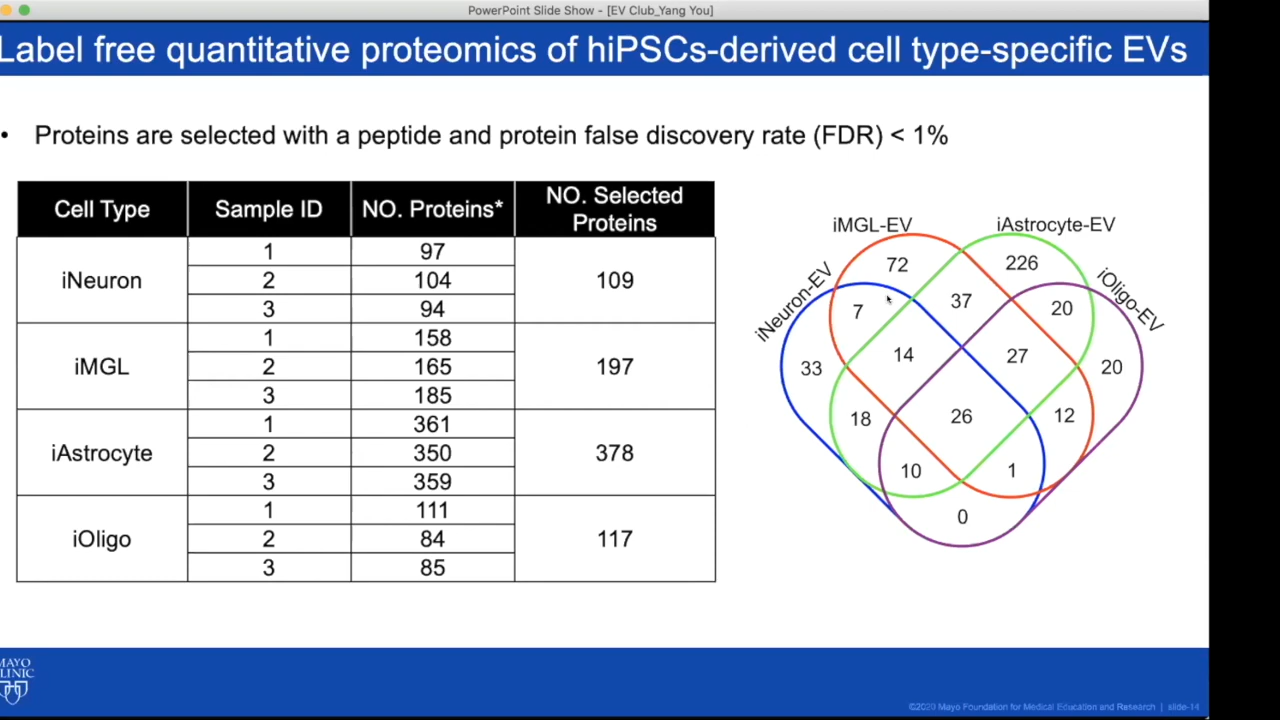 PowerPoint Slide Show - [EV Club_Yang You]
Label free quantitative proteomics of hiPSCs-derived cell type-specific EVs
• Proteins are selected with a peptide and protein false discovery rate (FDR) < 1%
Cell Type Sample ID NO. Proteins* NO. Selected Proteins
iNeuron 1 97 109
2 104
3 94
iMGL 1 158 197
2 165
3 185
iAstrocyte 1 361 378
2 350
3 359
iOligo 1 111 117
2 84
3 85
iMGL-EV iAstrocyte-EV
iNeuron-EV iOligo-EV
72 226
7 37 20
33 14 27 20
18 26 12
10 1
0
MAYO
CLINIC
©2020 Mayo Foundation for Medical Education and Research | slide-14